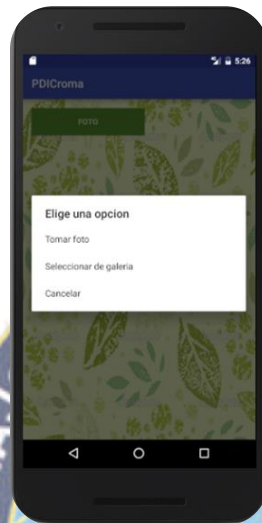 5:26
PDICroma
FOTO
Elige una opcion
Tomar foto
Seleccionar de galeria
Cancelar